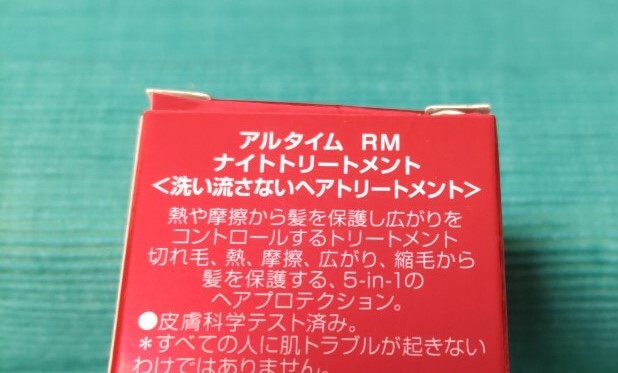 アルタイム RM
ナイトトリートメント
<洗い流さないヘアトリートメント>
熱や摩擦から髪を保護し広がりを
コントロールするトリートメント
切れ毛、熱、摩擦、広がり、縮毛から
髪を保護する、5-in-1の
ヘアプロテクション。
●皮膚科学テスト済み。
*すべての人に肌トラブルが起きない
わけではありません。